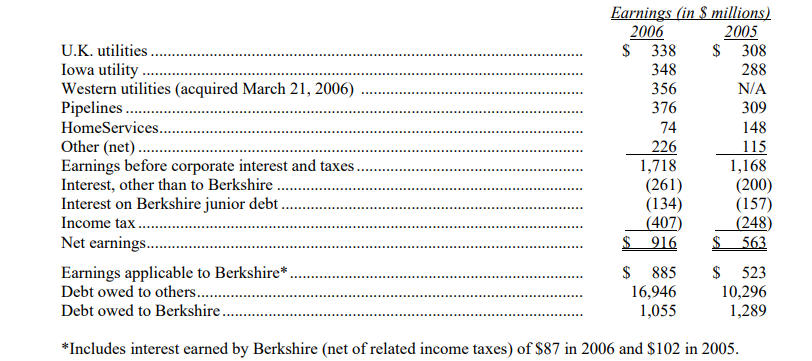 Earnings (in $ millions)
2006 2005
U.K. utilities ........ $ 338 $ 308
Iowa utility ........ 348 288
Western utilities (acquired March 21, 2006) ........ 356 N/A
Pipelines ........ 376 309
HomeServices........ 74 148
Other (net) ........ 226 115
Earnings before corporate interest and taxes ........ 1,718 1,168
Interest, other than to Berkshire ........ (261) (200)
Interest on Berkshire junior debt ........ (134) (157)
Income tax ........ (407) (248)
Net earnings........ $ 916 $ 563
Earnings applicable to Berkshire* ........ $ 885 $ 523
Debt owed to others........ 16,946 10,296
Debt owed to Berkshire ........ 1,055 1,289
*Includes interest earned by Berkshire (net of related income taxes) of $87 in 2006 and $102 in 2005.